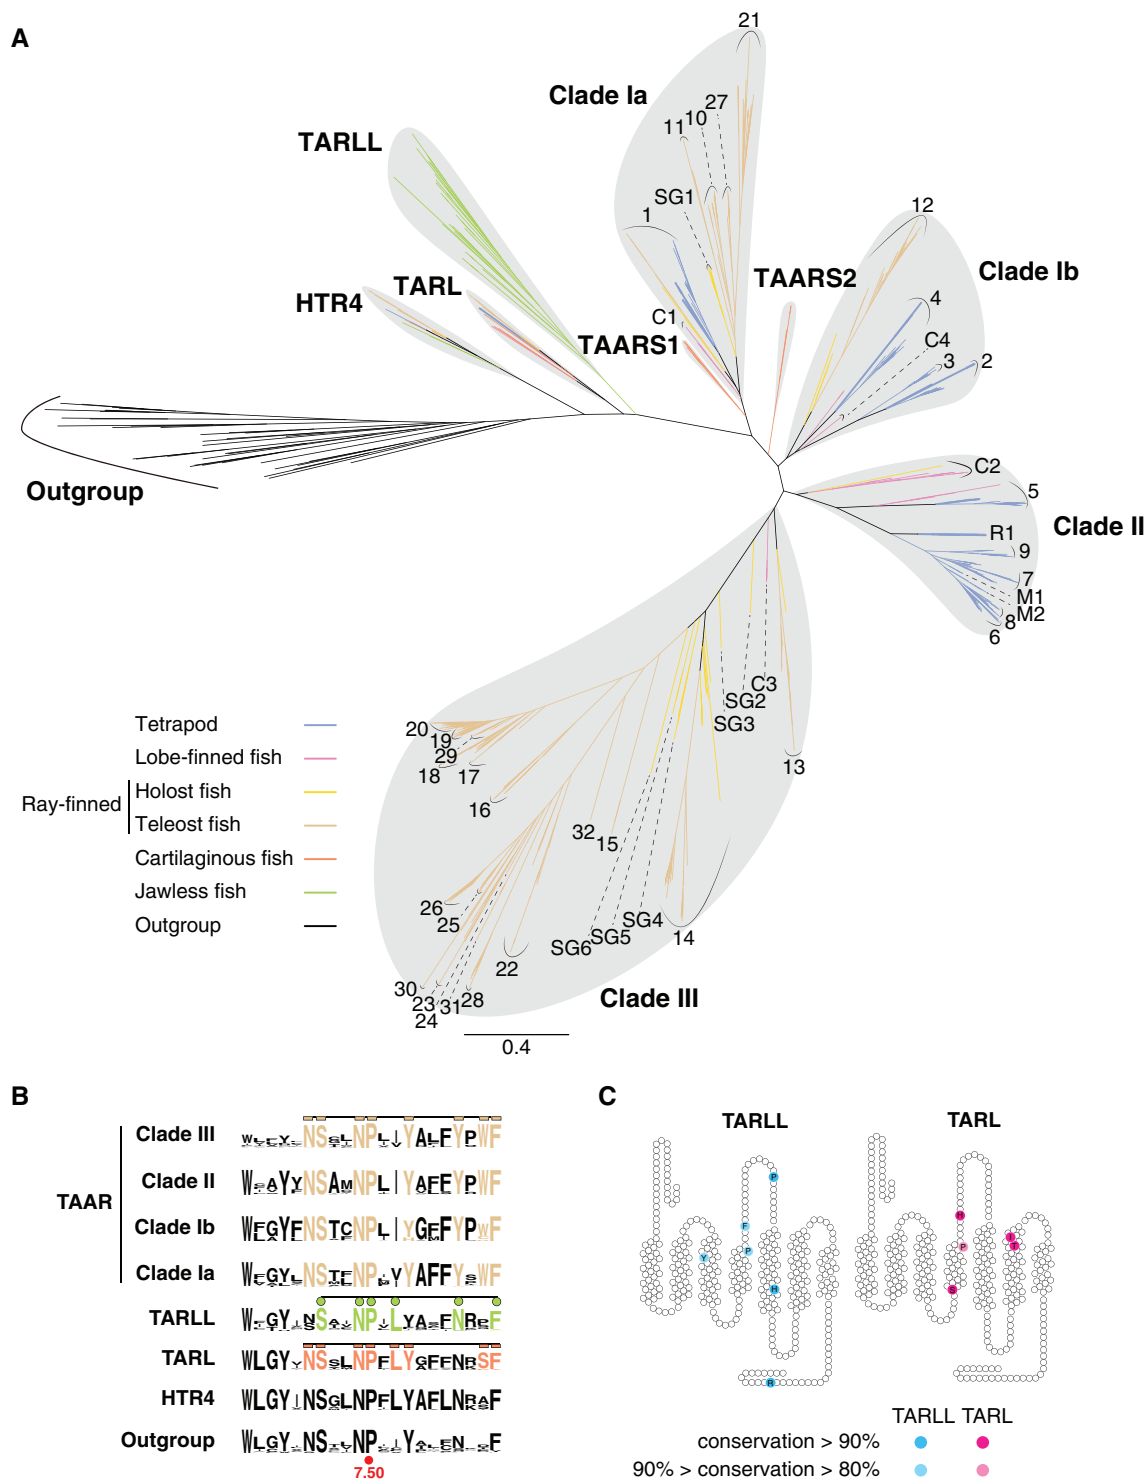 A
21
Clade Ia
27
10
11
TARLL
SG1
1
12
Clade Ib
TARL
TAARS2
HTR4
4
C1
C4
TAARS1
3
2
C2
5
Outgroup
Clade II
R1
9
7
M1
M2
8
6
C3
SG2
SG3
20
19
29
18
17
13
16
32
15
26
25
SG4
SG5
SG6
14
22
30
23
31
28
24
Clade III
0.4
Tetrapod
Lobe-finned fish
Ray-finned
Holost fish
Teleost fish
Cartilaginous fish
Jawless fish
Outgroup
B
TAAR
Clade III
Clade II
Clade Ib
Clade Ia
TARLL
TARL
HTR4
Outgroup
7.50
C
TARLL
TARL
P
F
Y
P
H
R
H
P
I
T
S
TARLL TARL
conservation > 90%
90% > conservation > 80%